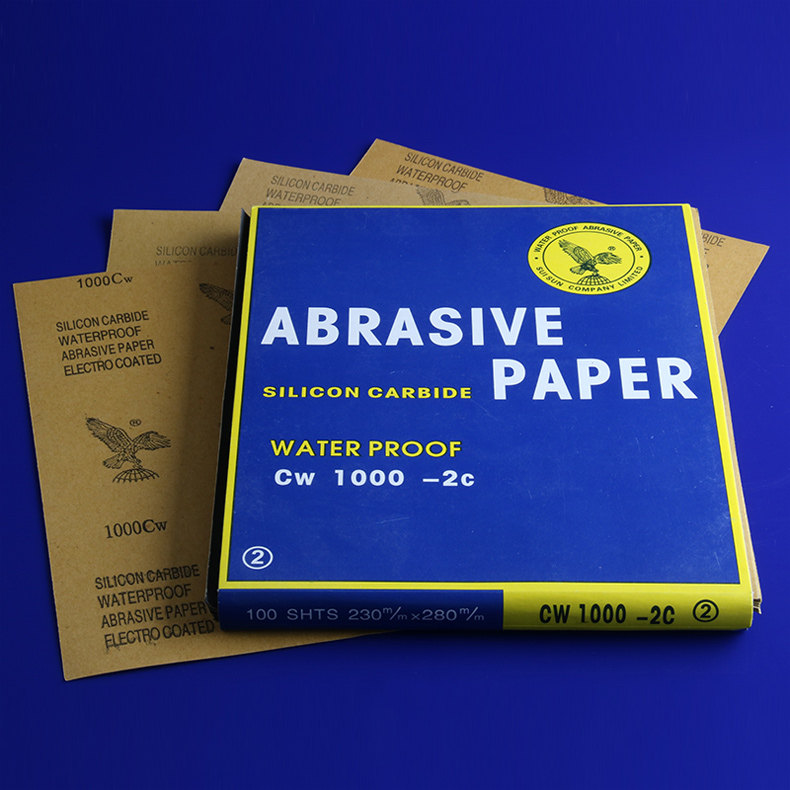 SILICON CARBIDE
WATERPROOF
SILICON CARBIDE
WATERPROOF
SILICON CARBIDE
1000Cw
SILICON CARBIDE
WATERPROOF
ABRASIVE PAPER
ELECTRO COATED
®
1000Cw
SILICON CARBIDE
WATERPROOF
ABRASIVE PAPER
ELECTRO COATED
WATER PROOF ABRASIVE PAPER
®
SUISUN COMPANY LIMITED
ABRASIVE
PAPER
SILICON CARBIDE
WATER PROOF
Cw 1000 -2c
2
100 SHTS 230m/m×280m/m
CW 1000 -2C 2